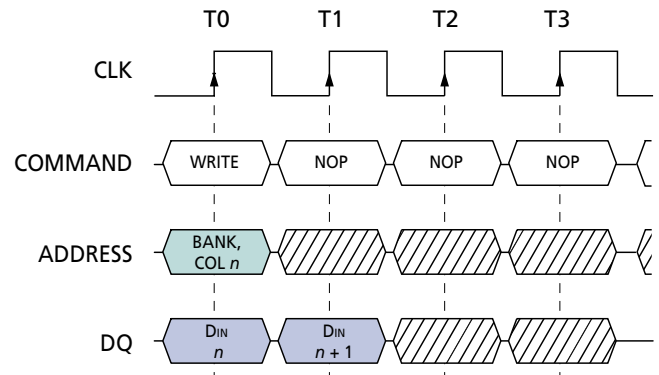 T0 T1 T2 T3
CLK
COMMAND WRITE NOP NOP NOP
ADDRESS BANK,
COL n
DQ DIN DIN
n n + 1